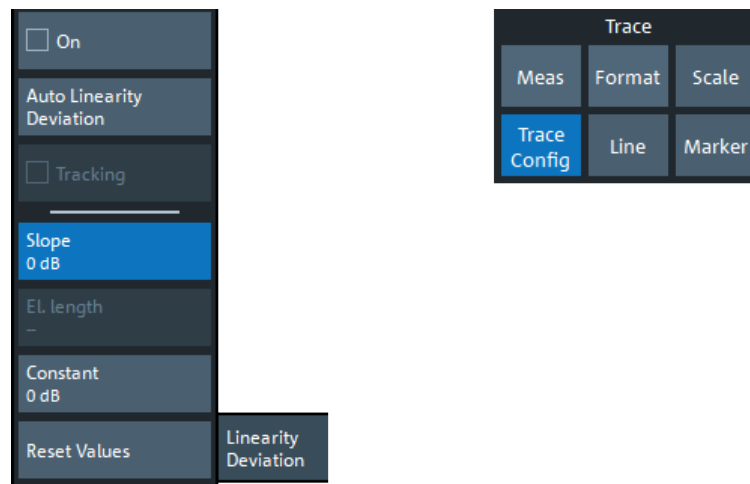 On
Auto Linearity
Deviation
Tracking
Slope
0 dB
El. length
–
Constant
0 dB
Reset Values
Linearity
Deviation
Trace
Meas
Format
Scale
Trace
Config
Line
Marker